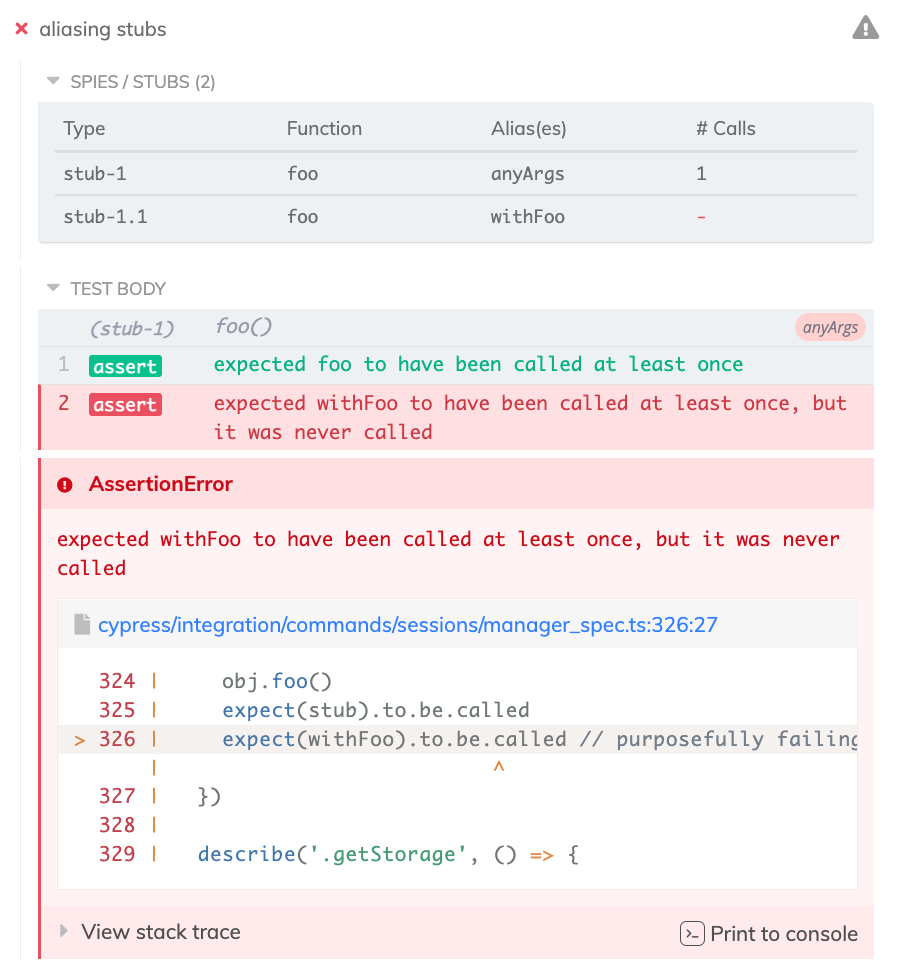 aliasing stubs
SPIES / STUBS (2)
Type Function Alias(es) # Calls
stub-1 foo anyArgs 1
stub-1.1 foo withFoo -
TEST BODY
(stub-1) foo() anyArgs
1 assert expected foo to have been called at least once
2 assert expected withFoo to have been called at least once, but
it was never called
AssertionError
expected withFoo to have been called at least once, but it was never
called
cypress/integration/commands/sessions/manager_spec.ts:326:27
324 | obj.foo()
325 | expect(stub).to.be.called
> 326 | expect(withFoo).to.be.called // purposefully failing
| ^
327 | })
328 |
329 | describe('.getStorage', () => {
View stack trace
Print to console